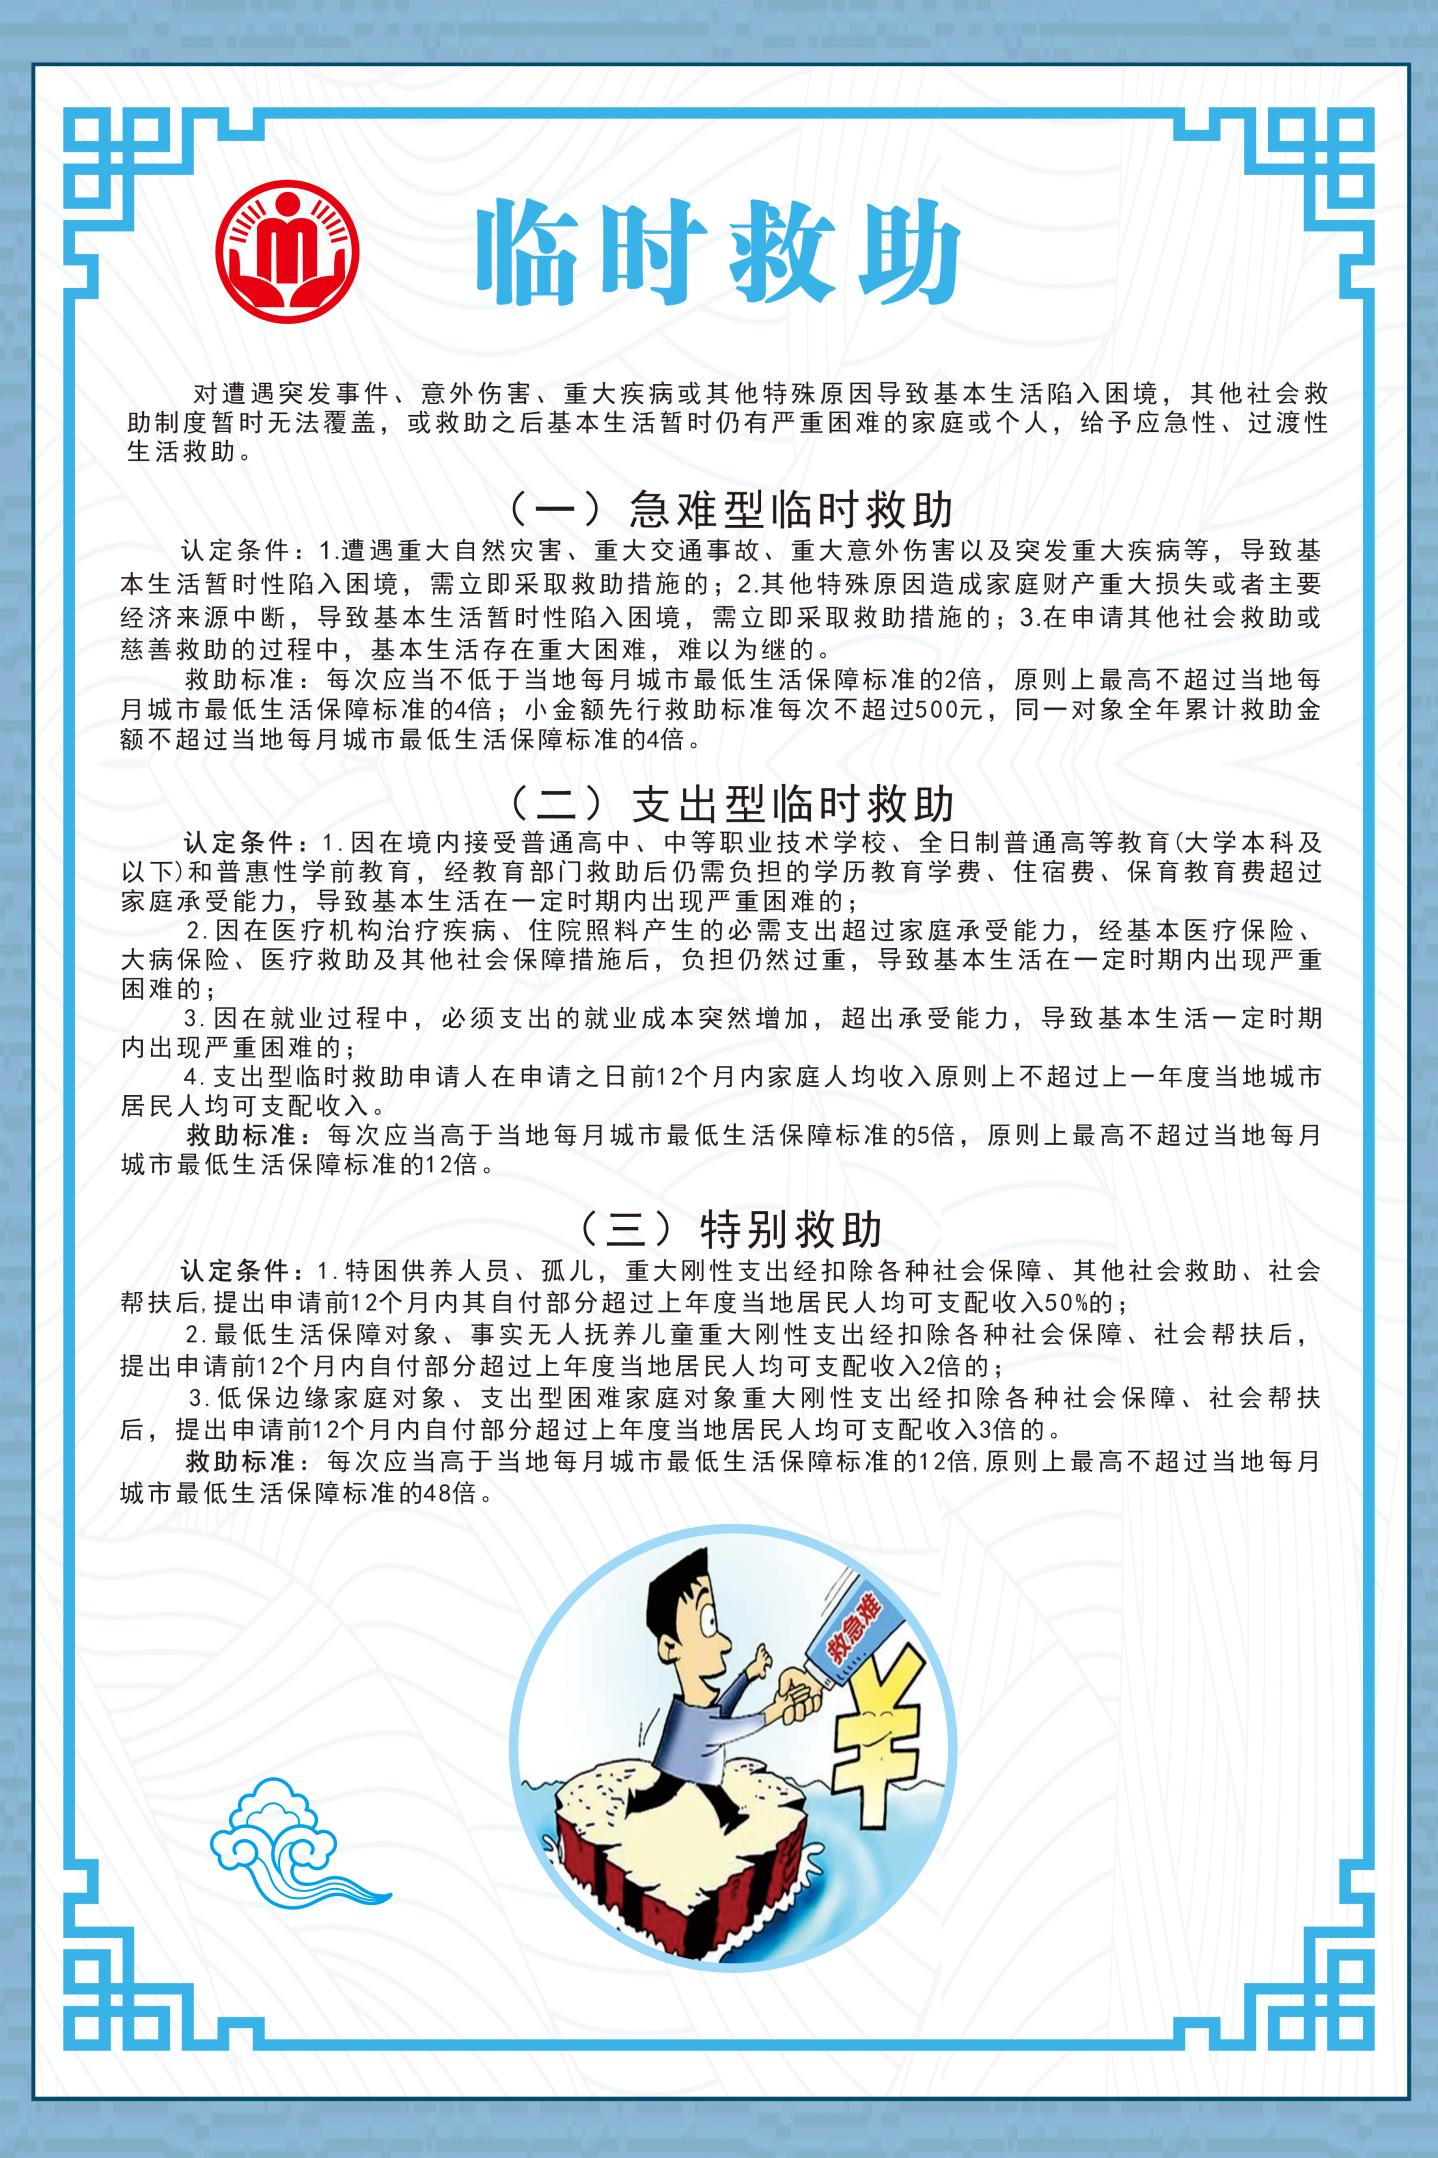 临时救助
对遭遇突发事件、意外伤害、重大疾病或其他特殊原因导致基本生活陷入困境，其他社会救
助制度暂时无法覆盖，或救助之后基本生活暂时仍有严重困难的家庭或个人，给予应急性、过渡性
生活救助。
（一）急难型临时救助
认定条件：1.遭遇重大自然灾害、重大交通事故、重大意外伤害以及突发重大疾病等，导致基
本生活暂时性陷入困境，需立即采取救助措施的；2.其他特殊原因造成家庭财产重大损失或者主要
经济来源中断，导致基本生活暂时性陷入困境，需立即采取救助措施的；3.在申请其他社会救助或
慈善救助的过程中，基本生活存在重大困难，难以为继的。
救助标准：每次应当不低于当地每月城市最低生活保障标准的2倍，原则上最高不超过当地每
月城市最低生活保障标准的4倍；小金额先行救助标准每次不超过500元，同一对象全年累计救助金
额不超过当地每月城市最低生活保障标准的4倍。
（二）支出型临时救助
认定条件：1.因在境内接受普通高中、中等职业技术学校、全日制普通高等教育(大学本科及
以下)和普惠性学前教育，经教育部门救助后仍需负担的学历教育学费、住宿费、保育教育费超过
家庭承受能力，导致基本生活在一定时期内出现严重困难的；
2.因在医疗机构治疗疾病、住院照料产生的必需支出超过家庭承受能力，经基本医疗保险、
大病保险、医疗救助及其他社会保障措施后，负担仍然过重，导致基本生活在一定时期内出现严重
困难的；
3.因在就业过程中，必须支出的就业成本突然增加，超出承受能力，导致基本生活一定时期
内出现严重困难的；
4.支出型临时救助申请人在申请之日前12个月内家庭人均收入原则上不超过上一年度当地城市
居民人均可支配收入。
救助标准：每次应当高于当地每月城市最低生活保障标准的5倍，原则上最高不超过当地每月
城市最低生活保障标准的12倍。
（三）特别救助
认定条件：1.特困供养人员、孤儿，重大刚性支出经扣除各种社会保障、其他社会救助、社会
帮扶后,提出申请前12个月内其自付部分超过上年度当地居民人均可支配收入50%的；
2.最低生活保障对象、事实无人抚养儿童重大刚性支出经扣除各种社会保障、社会帮扶后，
提出申请前12个月内自付部分超过上年度当地居民人均可支配收入2倍的；
3.低保边缘家庭对象、支出型困难家庭对象重大刚性支出经扣除各种社会保障、社会帮扶
后，提出申请前12个月内自付部分超过上年度当地居民人均可支配收入3倍的。
救助标准：每次应当高于当地每月城市最低生活保障标准的12倍,原则上最高不超过当地每月
城市最低生活保障标准的48倍。
救急难